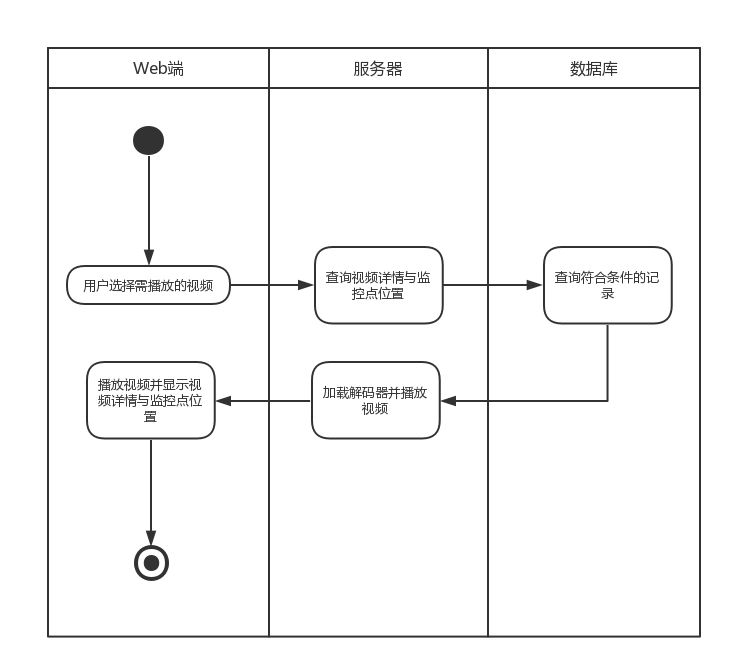 Web端
服务器
数据库
用户选择需播放的视频
查询视频详情与监
控点位置
查询符合条件的记
录
播放视频并显示视
频详情与监控点位
置
加载解码器并播放
视频